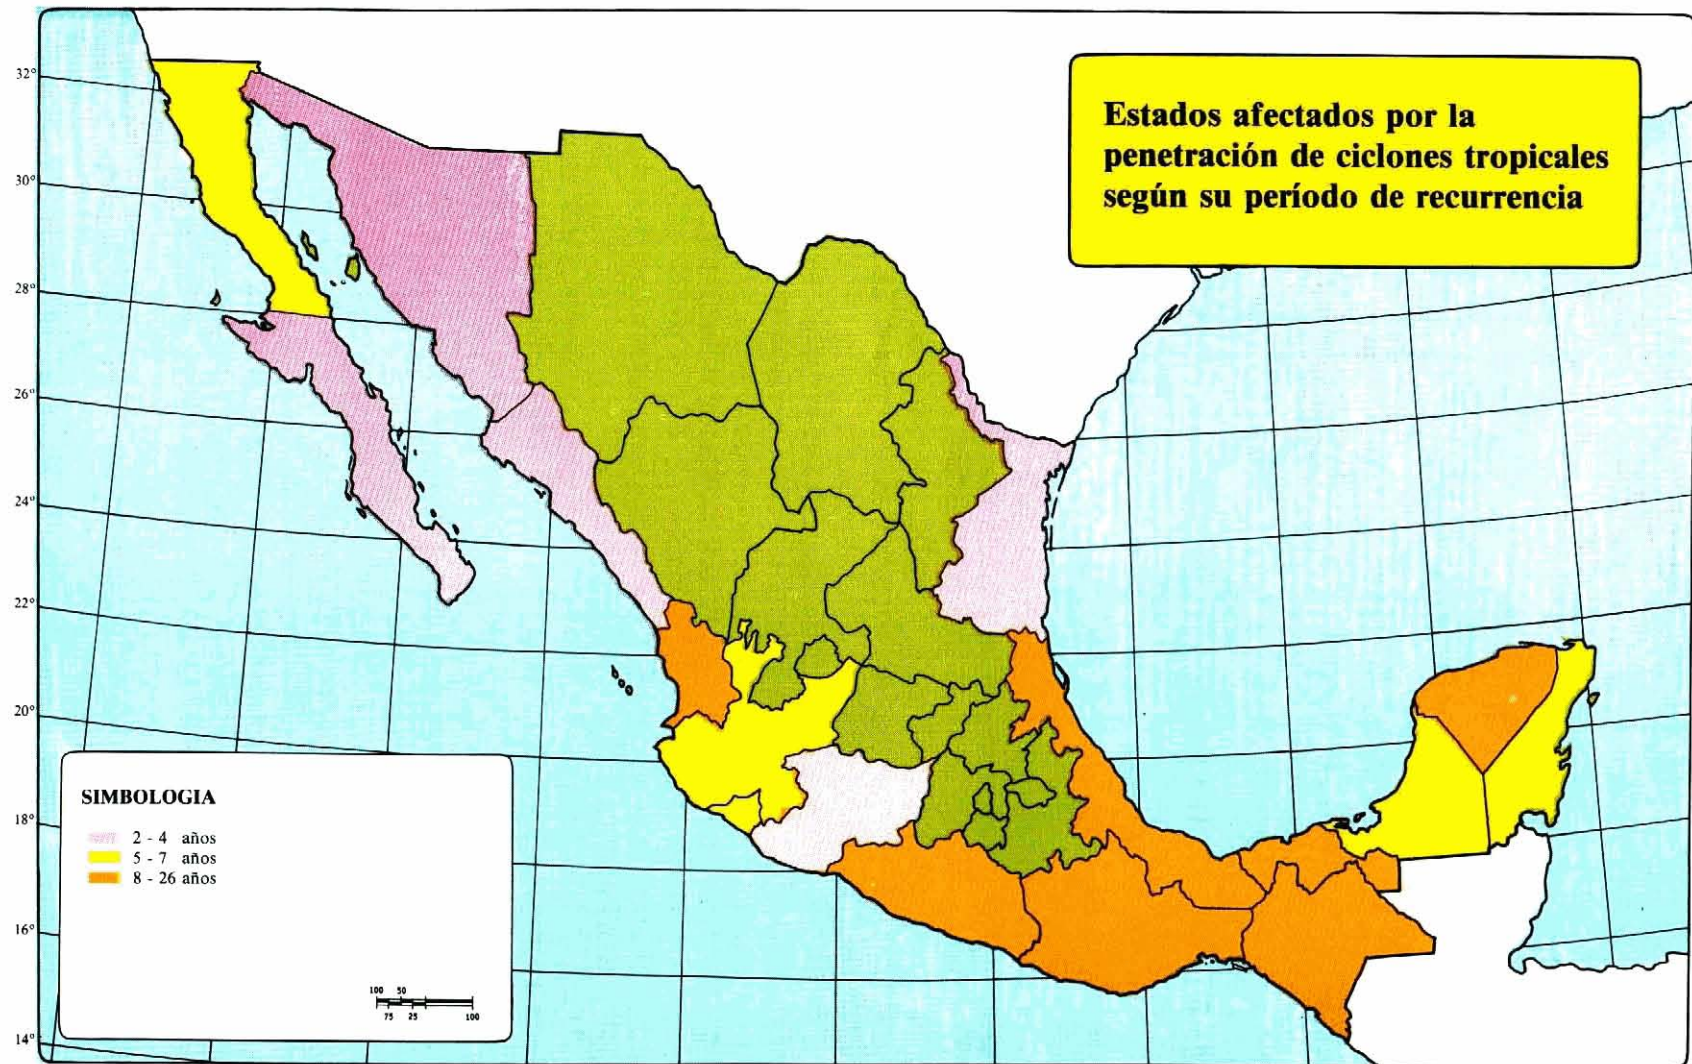 Estados afectados por la
penetración de ciclones tropicales
según su período de recurrencia
32°
30°
28°
26°
24°
22°
20°
18°
16°
14°
SIMBOLOGIA
2 - 4 años
5 - 7 años
8 - 26 años
100 50
75 25 100